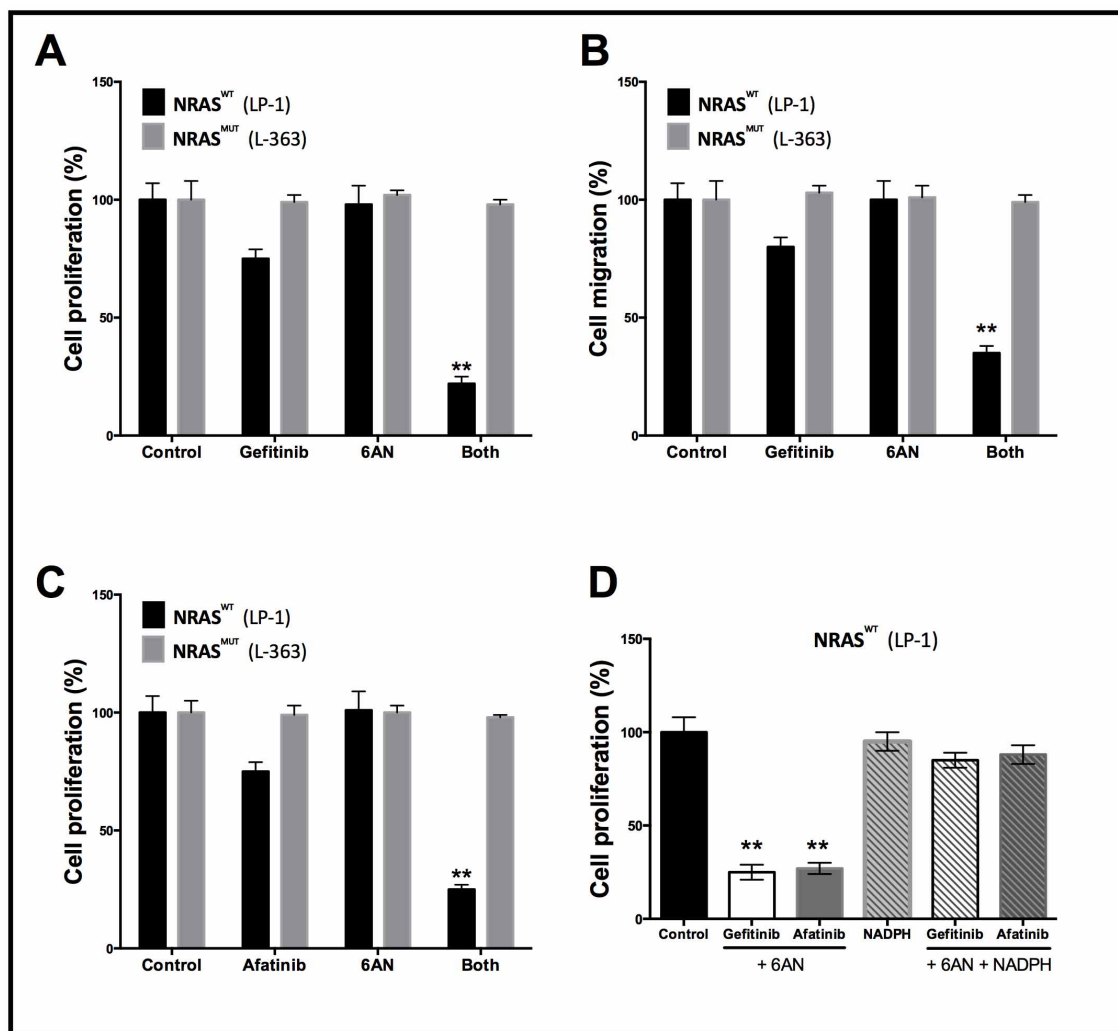 A
Cell proliferation (%)
150
100
50
0
NRAS^WT (LP-1)
NRAS^MUT (L-363)
**
Control Gefitinib 6AN Both
B
Cell migration (%)
150
100
50
0
NRAS^WT (LP-1)
NRAS^MUT (L-363)
**
Control Gefitinib 6AN Both
C
Cell proliferation (%)
150
100
50
0
NRAS^WT (LP-1)
NRAS^MUT (L-363)
**
Control Afatinib 6AN Both
D
NRAS^WT (LP-1)
Cell proliferation (%)
150
100
50
0
** **
Control Gefitinib Afatinib NADPH Gefitinib Afatinib
+ 6AN + 6AN + NADPH